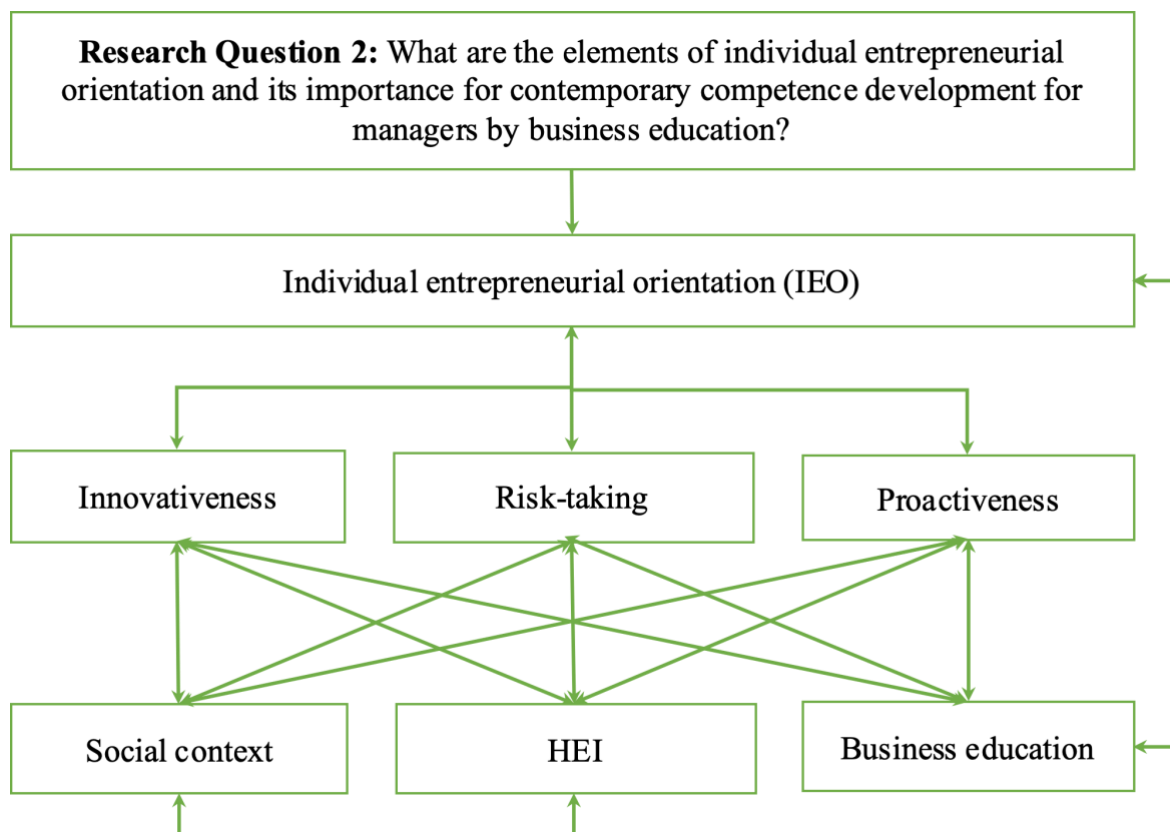 Research Question 2: What are the elements of individual entrepreneurial
orientation and its importance for contemporary competence development for
managers by business education?
Individual entrepreneurial orientation (IEO)
Innovativeness
Risk-taking
Proactiveness
Social context
HEI
Business education